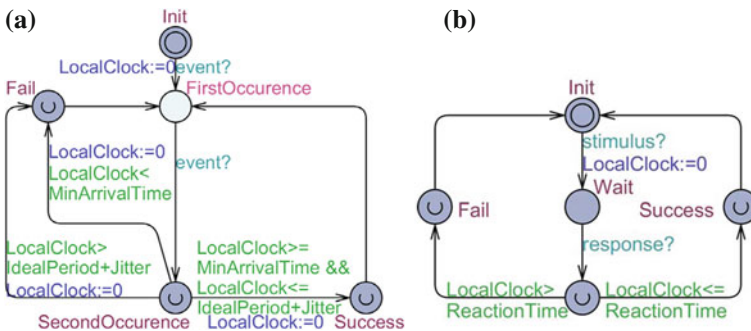 (a)
Init
LocalClock:=0
event?
Fail
FirstOccurence
event?
LocalClock:=0
LocalClock<
MinArrivalTime
LocalClock>
IdealPeriod+Jitter
LocalClock:=0
LocalClock>=
MinArrivalTime &&
LocalClock<=
IdealPeriod+Jitter
LocalClock:=0
SecondOccurence
Success
(b)
Init
stimulus?
LocalClock:=0
Wait
Fail
Success
response?
LocalClock>
ReactionTime
LocalClock<=
ReactionTime